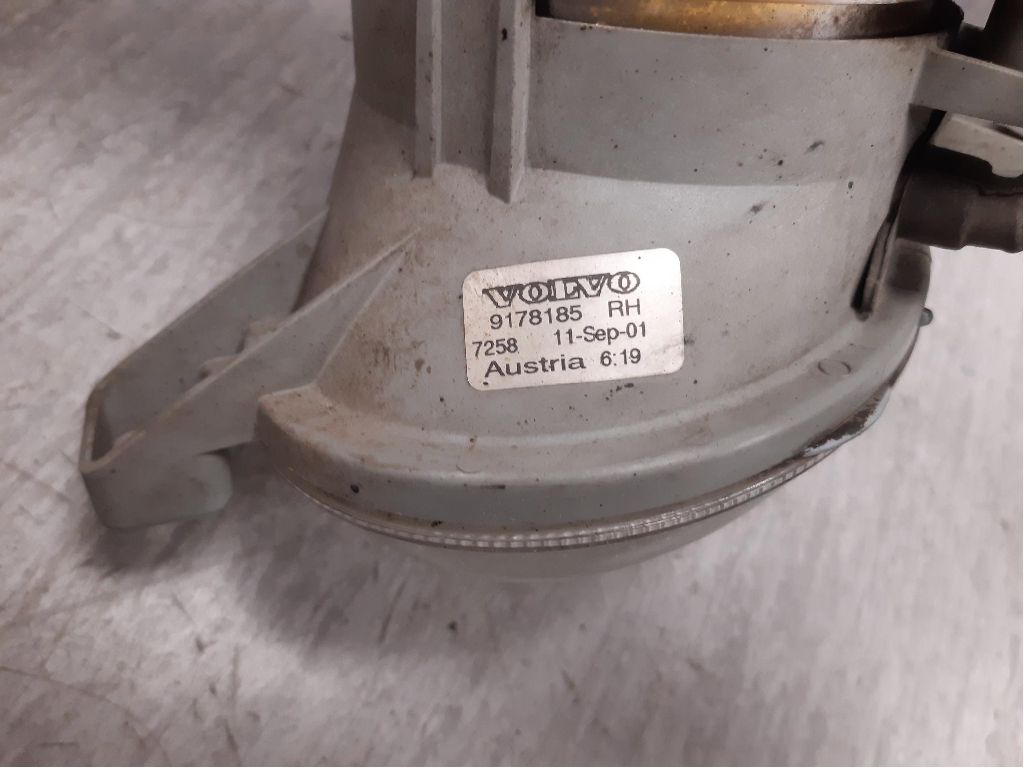 VOLVO
9178185 RH
7258 11-Sep-01
Austria 6:19